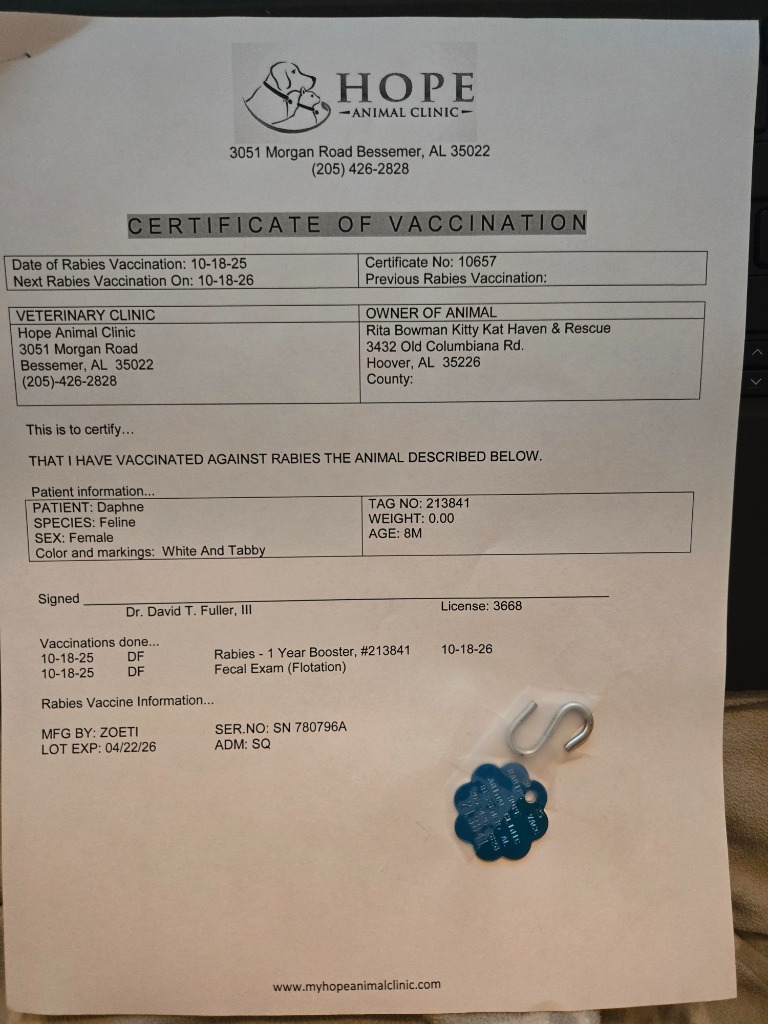 HOPE
ANIMAL CLINIC
3051 Morgan Road Bessemer, AL 35022
(205) 426-2828
CERTIFICATE OF VACCINATION
Date of Rabies Vaccination: 10-18-25
Next Rabies Vaccination On: 10-18-26
Certificate No: 10657
Previous Rabies Vaccination:
VETERINARY CLINIC
Hope Animal Clinic
3051 Morgan Road
Bessemer, AL 35022
(205)-426-2828
OWNER OF ANIMAL
Rita Bowman Kitty Kat Haven & Rescue
3432 Old Columbiana Rd.
Hoover, AL 35226
County:
This is to certify...
THAT I HAVE VACCINATED AGAINST RABIES THE ANIMAL DESCRIBED BELOW.
Patient information...
PATIENT: Daphne
SPECIES: Feline
SEX: Female
Color and markings: White And Tabby
TAG NO: 213841
WEIGHT: 0.00
AGE: 8M
Signed
Dr. David T. Fuller, III License: 3668
Vaccinations done...
10-18-25 DF Rabies - 1 Year Booster, #213841 10-18-26
10-18-25 DF Fecal Exam (Flotation)
Rabies Vaccine Information...
MFG BY: ZOETI SER.NO: SN 780796A
LOT EXP: 04/22/26 ADM: SQ
VACC
HOPE
ANIMAL CLINIC
AL
www.myhopeanimalclinic.com